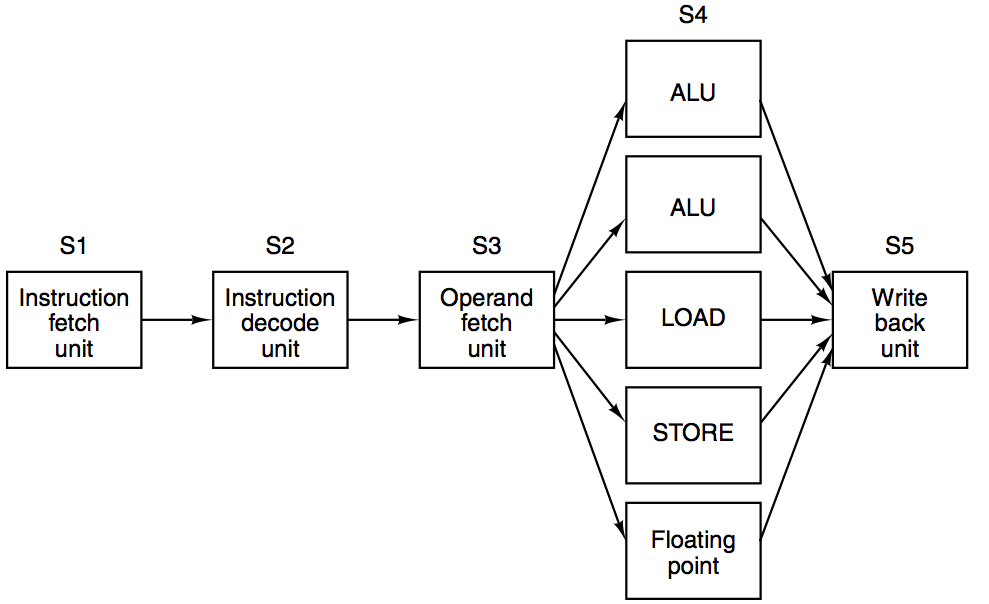 S4
ALU
ALU
S1
S2
S3
S5
Instruction
fetch
unit
Instruction
decode
unit
Operand
fetch
unit
LOAD
Write
back
unit
STORE
Floating
point